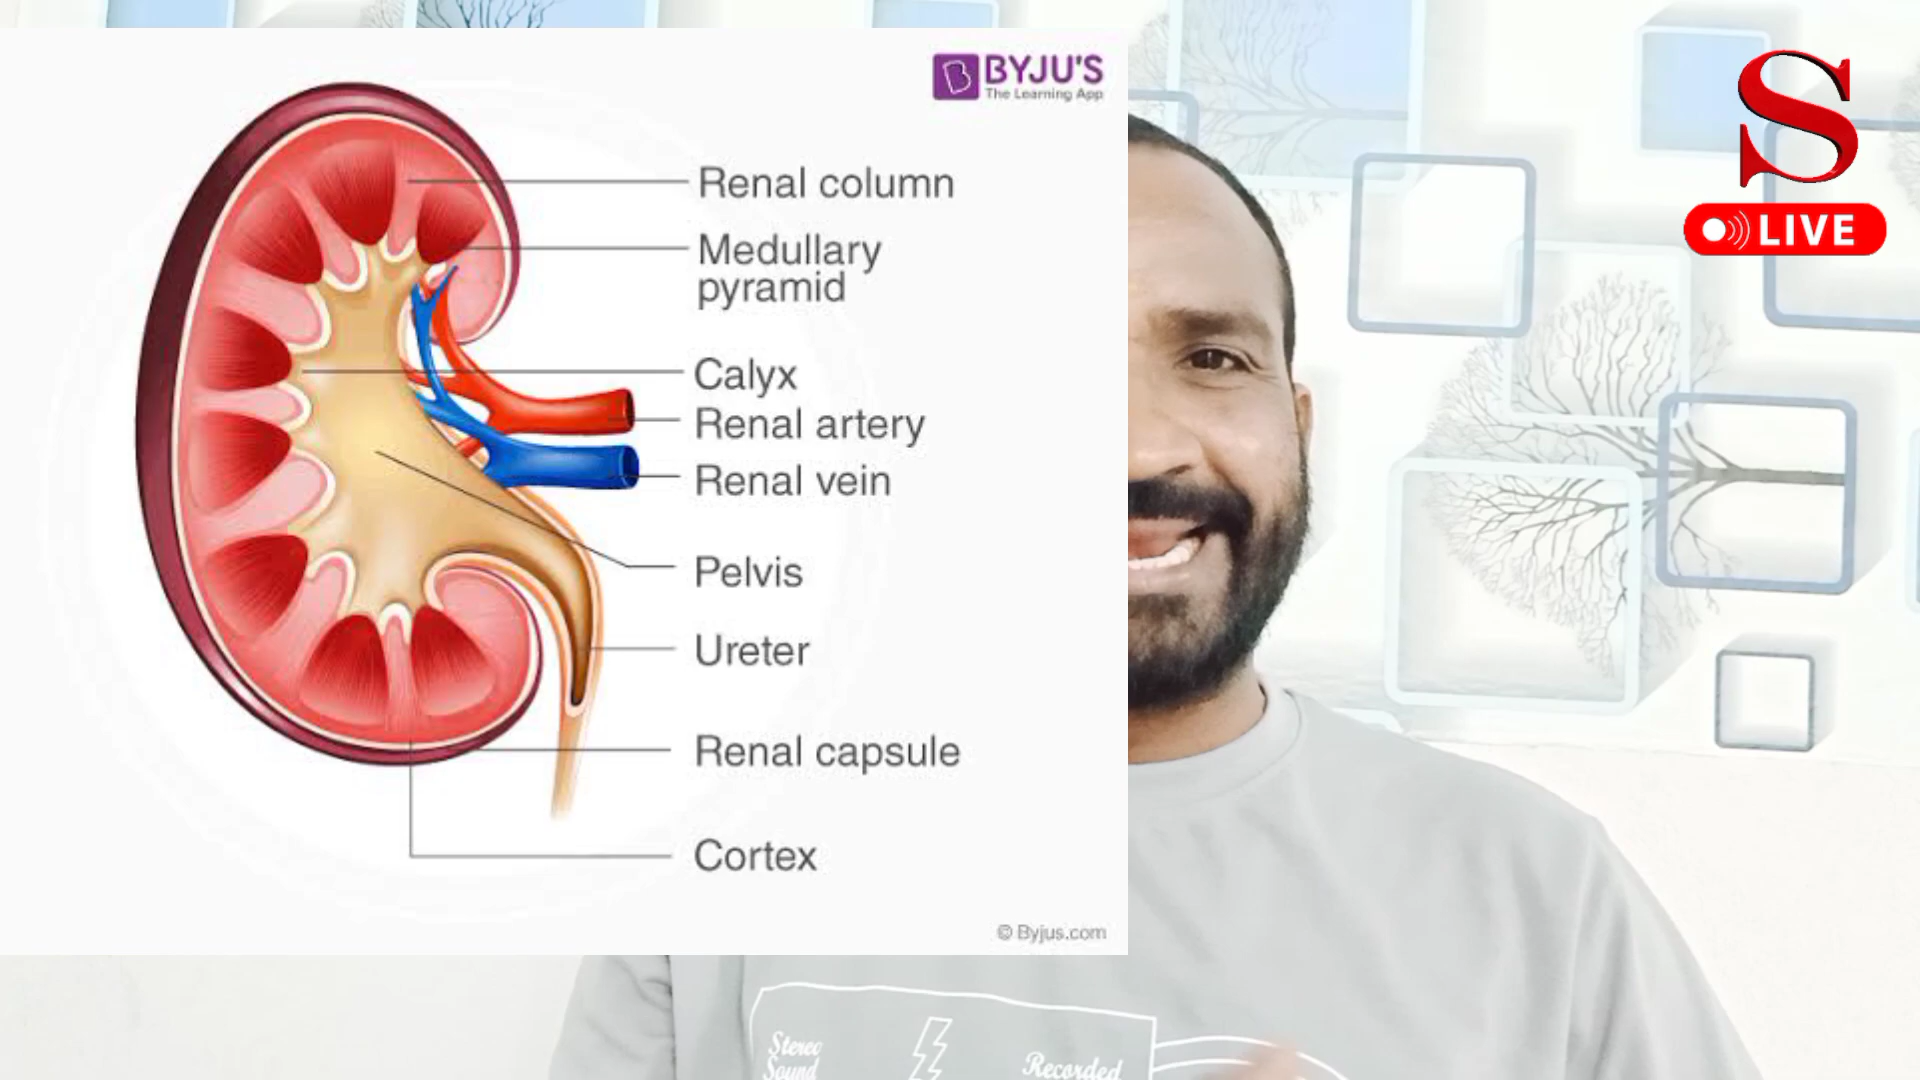 BYJU'S
The Learning App
Renal column
Medullary
pyramid
Calyx
Renal artery
Renal vein
Pelvis
Ureter
Renal capsule
Cortex
© Byjus.com
S
LIVE
Stereo
Sound
Recorded